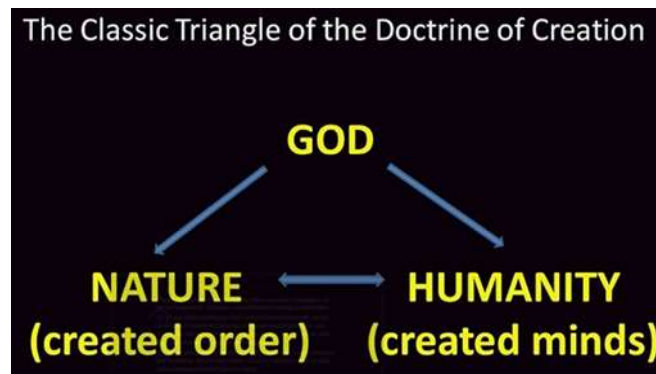 The Classic Triangle of the Doctrine of Creation
GOD
NATURE
(created order)
HUMANITY
(created minds)